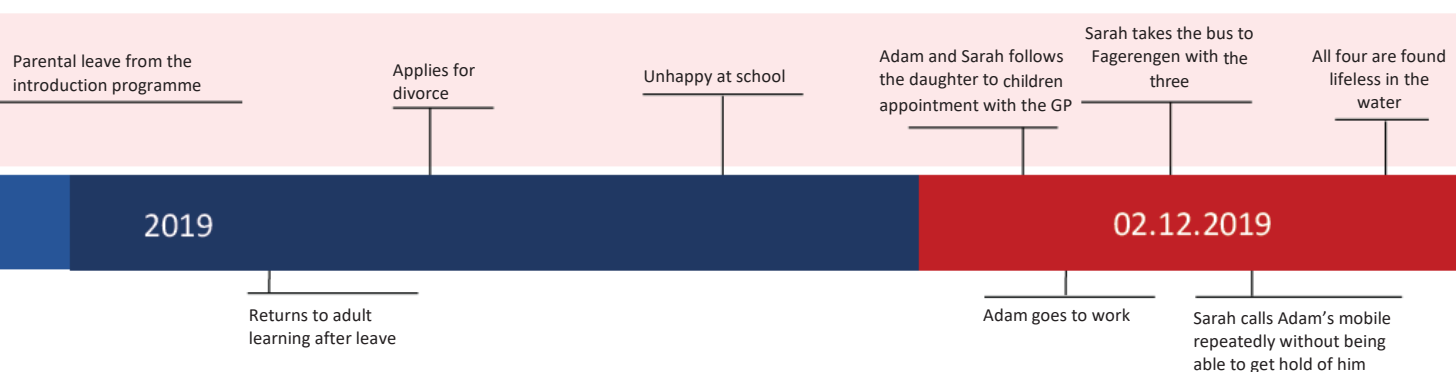 Parental leave from the
introduction programme
Applies for
divorce
Unhappy at school
Adam and Sarah follows
the daughter to children
appointment with the GP
Sarah takes the bus to
Fagerengen with the
three
All four are found
lifeless in the
water
2019
02.12.2019
Returns to adult
learning after leave
Adam goes to work
Sarah calls Adam’s mobile
repeatedly without being
able to get hold of him